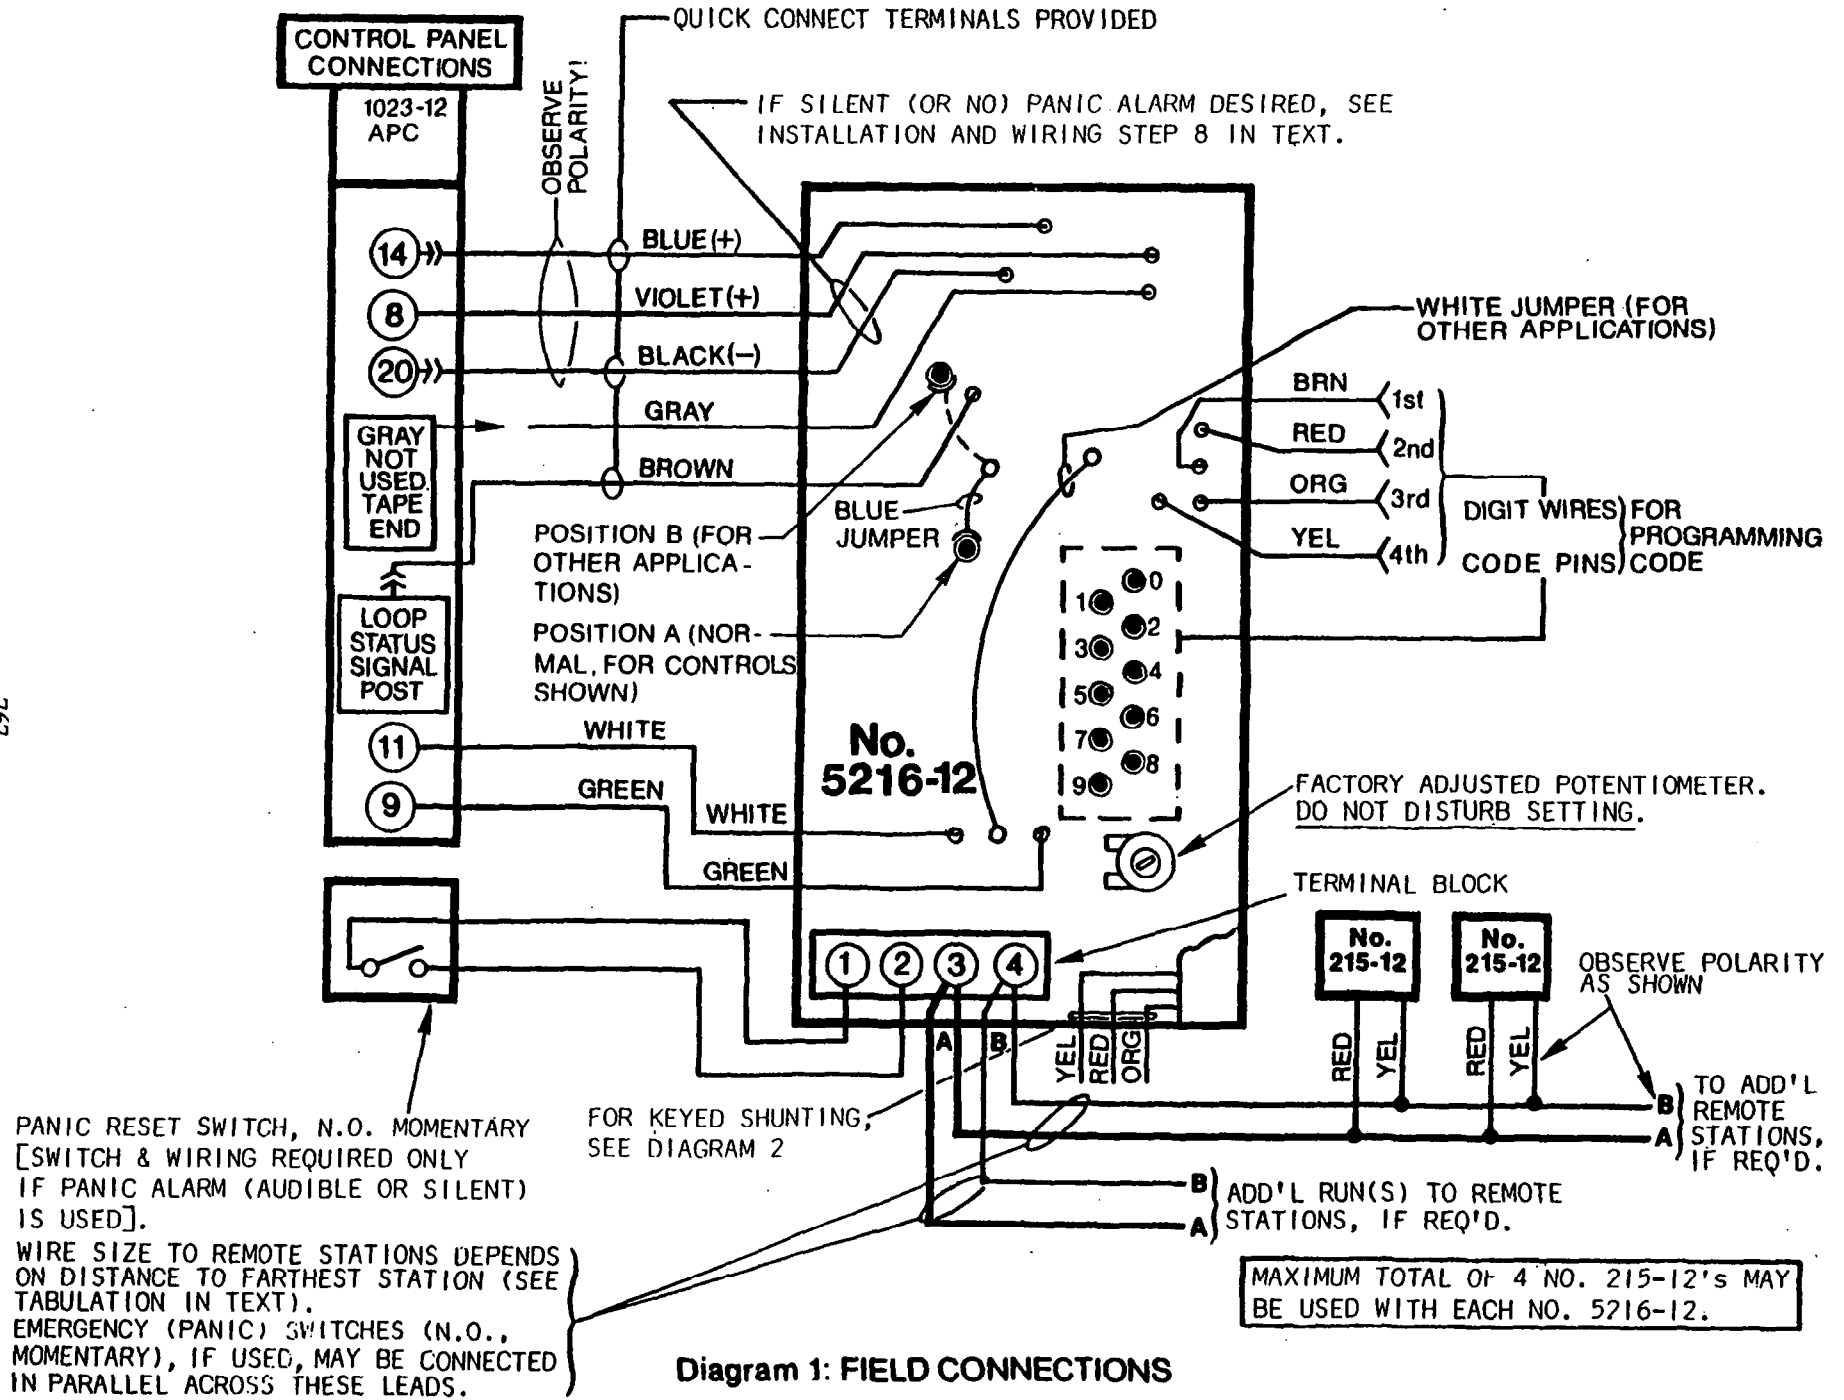 QUICK CONNECT TERMINALS PROVIDED
CONTROL PANEL
CONNECTIONS
1023-12
APC
OBSERVE
POLARITY!
IF SILENT (OR NO) PANIC ALARM DESIRED, SEE
INSTALLATION AND WIRING STEP 8 IN TEXT.
14
BLUE (+)
8
VIOLET (+)
20
BLACK (−)
GRAY
GRAY
NOT
USED.
TAPE
END
BROWN
WHITE JUMPER (FOR
OTHER APPLICATIONS)
BRN
1st
RED
2nd
ORG
3rd
YEL
4th
DIGIT WIRES
CODE PINS
FOR
PROGRAMMING
CODE
BLUE
JUMPER
POSITION B (FOR
OTHER APPLICA-
TIONS)
POSITION A (NOR-
MAL, FOR CONTROLS
SHOWN)
LOOP
STATUS
SIGNAL
POST
0
1
2
3
4
5
6
7
8
9
11
WHITE
9
GREEN
No.
5216-12
WHITE
GREEN
FACTORY ADJUSTED POTENTIOMETER.
DO NOT DISTURB SETTING.
TERMINAL BLOCK
1 2 3 4
A B
YEL
RED
ORG
No.
215-12
No.
215-12
OBSERVE POLARITY
AS SHOWN
RED
YEL
RED
YEL
B
A
TO ADD'L
REMOTE
STATIONS,
IF REQ'D.
FOR KEYED SHUNTING,
SEE DIAGRAM 2
B
A
ADD'L RUN(S) TO REMOTE
STATIONS, IF REQ'D.
PANIC RESET SWITCH, N.O. MOMENTARY
[SWITCH & WIRING REQUIRED ONLY
IF PANIC ALARM (AUDIBLE OR SILENT)
IS USED].
WIRE SIZE TO REMOTE STATIONS DEPENDS
ON DISTANCE TO FARTHEST STATION (SEE
TABULATION IN TEXT).
EMERGENCY (PANIC) SWITCHES (N.O.,
MOMENTARY), IF USED, MAY BE CONNECTED
IN PARALLEL ACROSS THESE LEADS.
MAXIMUM TOTAL OF 4 NO. 215-12's MAY
BE USED WITH EACH NO. 5216-12.
Diagram 1: FIELD CONNECTIONS